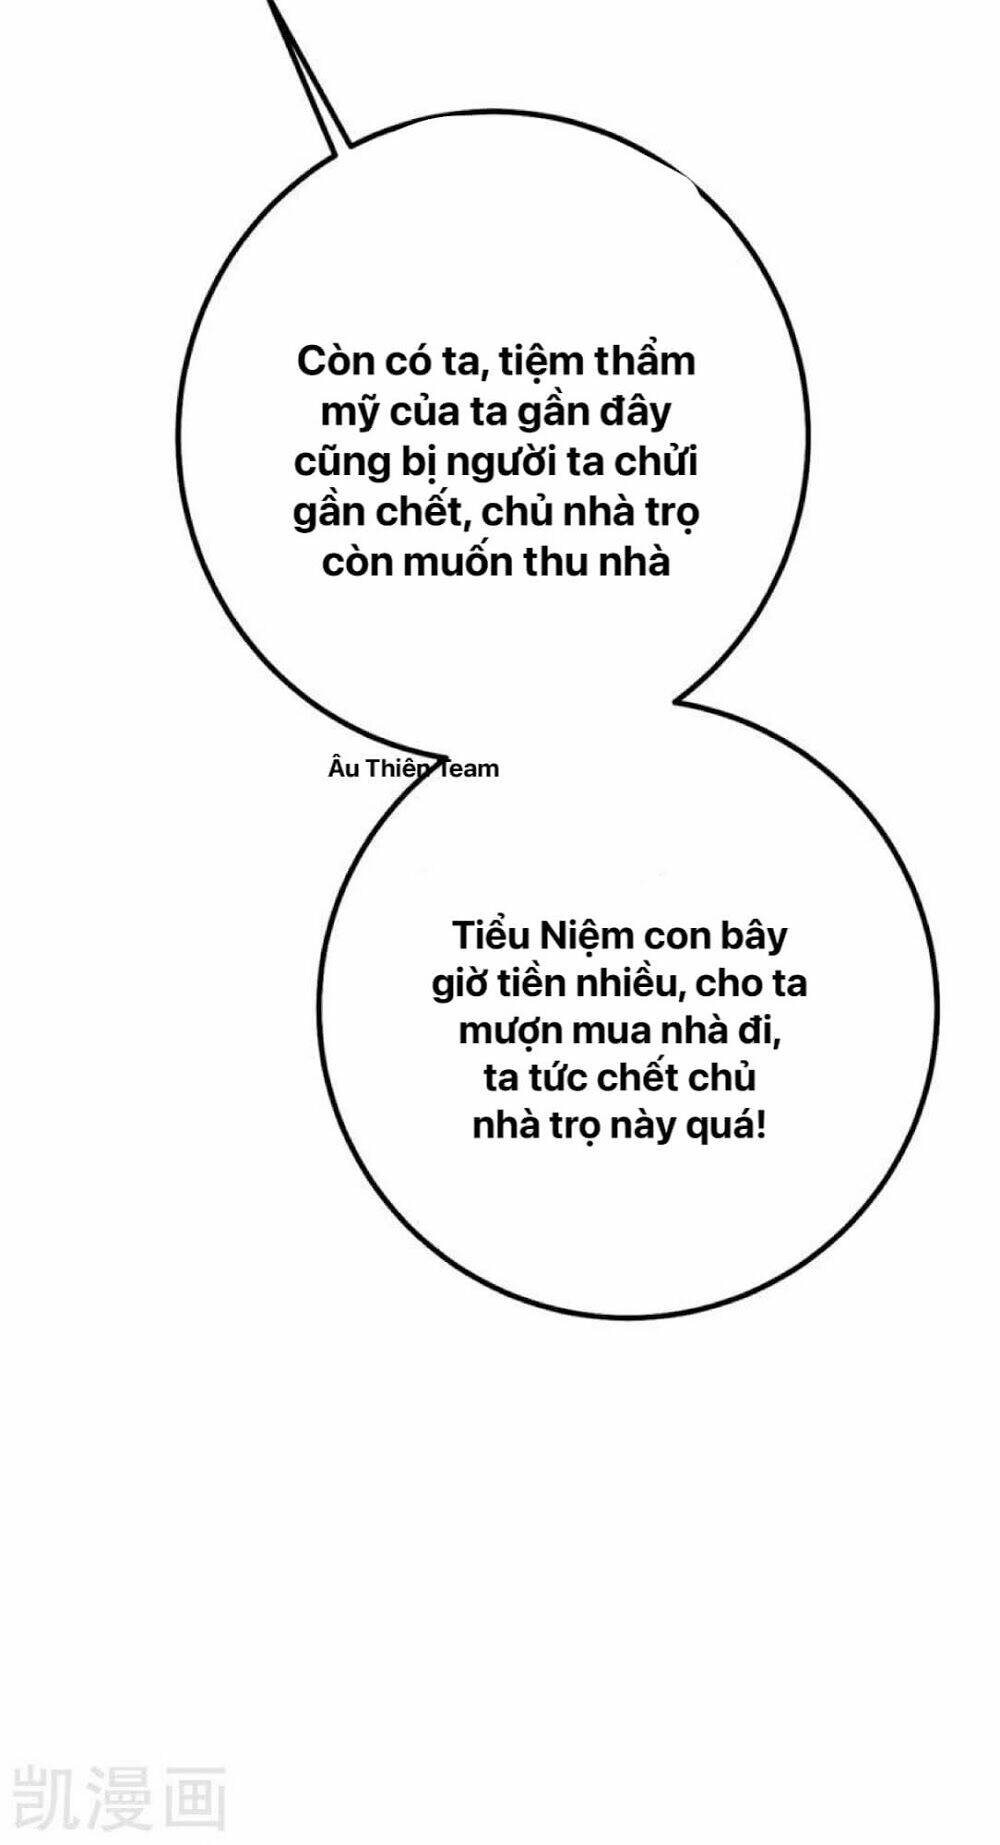 Còn có ta, tiệm thẩm
mỹ của ta gần đây
cũng bị người ta chửi
gần chết, chủ nhà trọ
còn muốn thu nhà
Âu Thiên Team
Tiểu Niệm con bây
giờ tiền nhiều, cho ta
mượn mua nhà đi,
ta tức chết chủ
nhà trọ này quá!
凯漫画